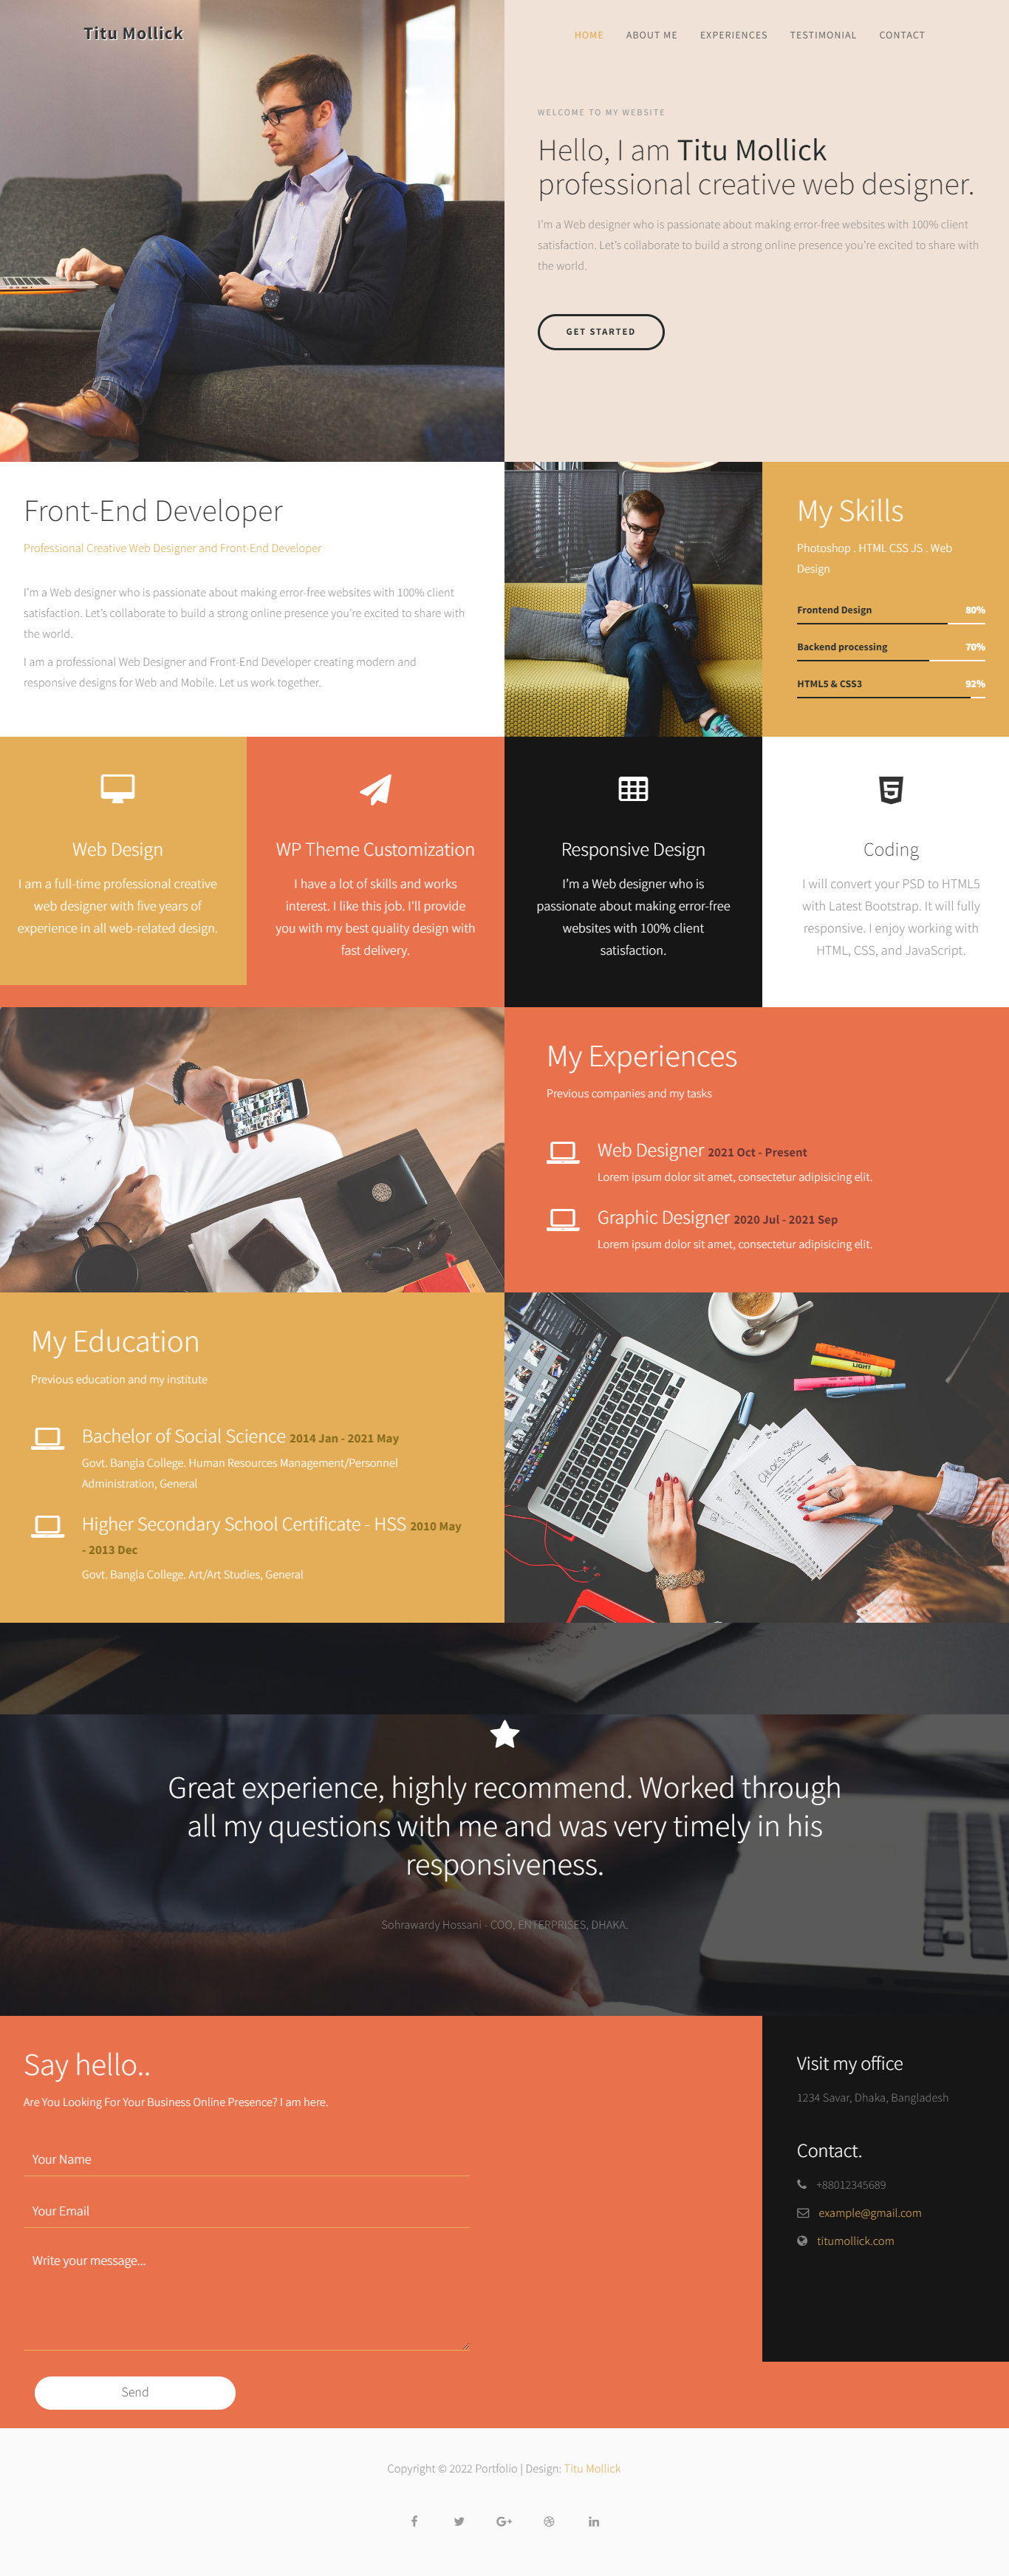 Titu Mollick
HOME ABOUT ME EXPERIENCES TESTIMONIAL CONTACT
WELCOME TO MY WEBSITE
Hello, I am Titu Mollick
professional creative web designer.
I'm a Web designer who is passionate about making error-free websites with 100% client
satisfaction. Let's collaborate to build a strong online presence you're excited to share with
the world.
GET STARTED
Front-End Developer
Professional Creative Web Designer and Front-End Developer
I'm a Web designer who is passionate about making error-free websites with 100% client
satisfaction. Let's collaborate to build a strong online presence you're excited to share with
the world.
I am a professional Web Designer and Front-End Developer creating modern and
responsive designs for Web and Mobile. Let us work together.
My Skills
Photoshop . HTML CSS JS . Web
Design
Frontend Design 80%
Backend processing 70%
HTML5 & CSS3 92%
Web Design
I am a full-time professional creative
web designer with five years of
experience in all web-related design.
WP Theme Customization
I have a lot of skills and works
interest. I like this job. I'll provide
you with my best quality design with
fast delivery.
Responsive Design
I'm a Web designer who is
passionate about making error-free
websites with 100% client
satisfaction.
Coding
I will convert your PSD to HTML5
with Latest Bootstrap. It will fully
responsive. I enjoy working with
HTML, CSS, and JavaScript.
My Experiences
Previous companies and my tasks
Web Designer 2021 Oct - Present
Lorem ipsum dolor sit amet, consectetur adipisicing elit.
Graphic Designer 2020 Jul - 2021 Sep
Lorem ipsum dolor sit amet, consectetur adipisicing elit.
My Education
Previous education and my institute
Bachelor of Social Science 2014 Jan - 2021 May
Govt. Bangla College. Human Resources Management/Personnel
Administration, General
Higher Secondary School Certificate - HSS 2010 May
- 2013 Dec
Govt. Bangla College. Art/Art Studies, General
LIGHT
Great experience, highly recommend. Worked through
all my questions with me and was very timely in his
responsiveness.
Sohrawardy Hossani - COO, ENTERPRISES, DHAKA.
Say hello..
Are You Looking For Your Business Online Presence? I am here.
Your Name
Your Email
Write your message...
Send
Visit my office
1234 Savar, Dhaka, Bangladesh
Contact.
+88012345689
example@gmail.com
titumollick.com
Copyright © 2022 Portfolio | Design: Titu Mollick